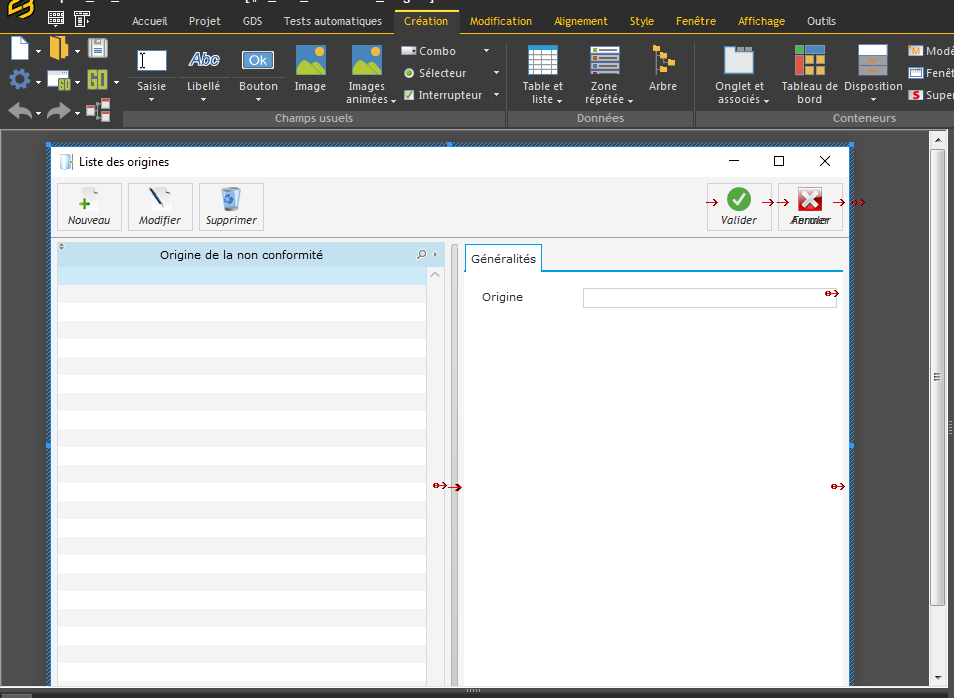 Accueil Projet GDS Tests automatiques Création Modification Alignement Style Fenêtre Affichage Outils
Saisie Libellé Bouton Image Images animées
Abc Ok
Combo
Sélecteur
Interrupteur
Table et liste Zone répétée Arbre
Onglet et associés Tableau de bord Disposition
Modè
Fenêt
Super
GO
Champs usuels Données Conteneurs
Liste des origines
Nouveau Modifier Supprimer Valider
Origine de la non conformité
Généralités
Origine